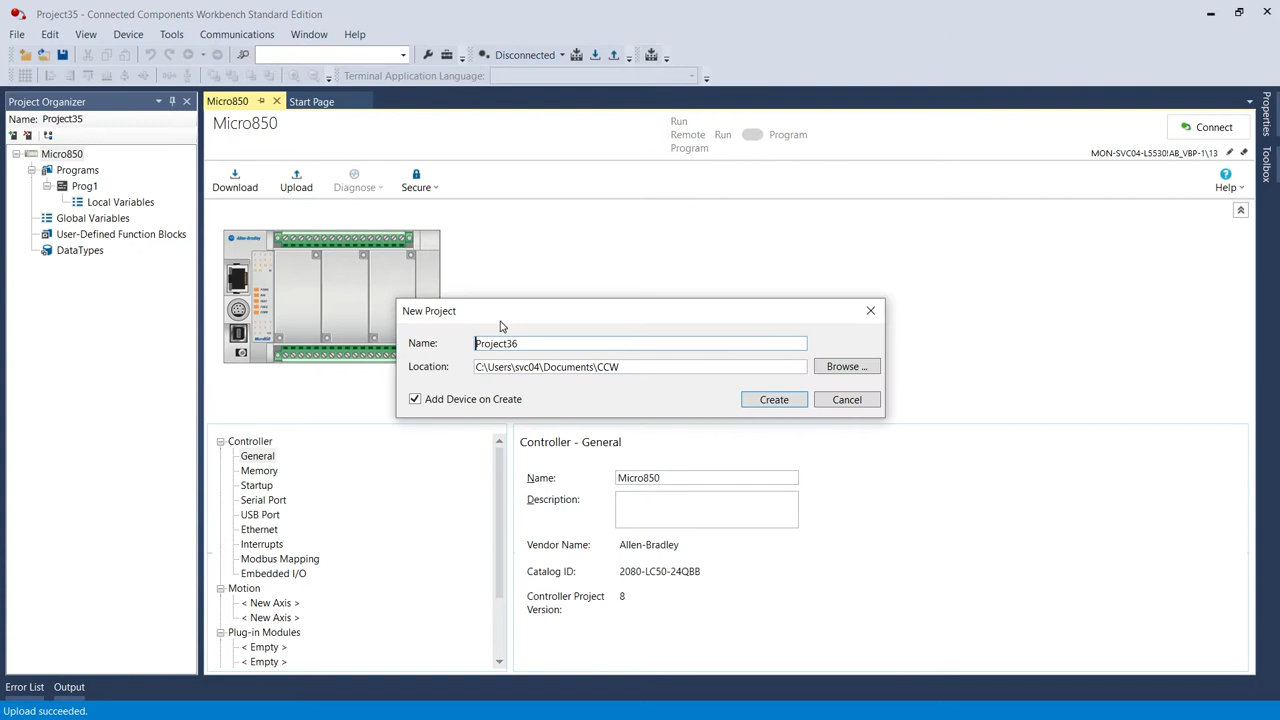 Project35 - Connected Components Workbench Standard Edition
File Edit View Device Tools Communications Window Help
Disconnected
Terminal Application Language:
Project Organizer
Name: Project35
Micro850
Programs
Prog1
Local Variables
Global Variables
User-Defined Function Blocks
DataTypes
Micro850 Start Page
Micro850
Run
Remote Run Program
Program
Connect
MON-SVC04-L5530!AB_VBP-1\13
Download Upload Diagnose Secure Help
Allen-Bradley
New Project
Name: Project36
Location: C:\Users\svc04\Documents\CCW Browse ...
Add Device on Create Create Cancel
Controller
General
Memory
Startup
Serial Port
USB Port
Ethernet
Interrupts
Modbus Mapping
Embedded I/O
Motion
< New Axis >
< New Axis >
Plug-in Modules
< Empty >
< Empty >
Controller - General
Name: Micro850
Description:
Vendor Name: Allen-Bradley
Catalog ID: 2080-LC50-24QBB
Controller Project 8
Version:
Properties
Toolbox
Error List Output
Upload succeeded.